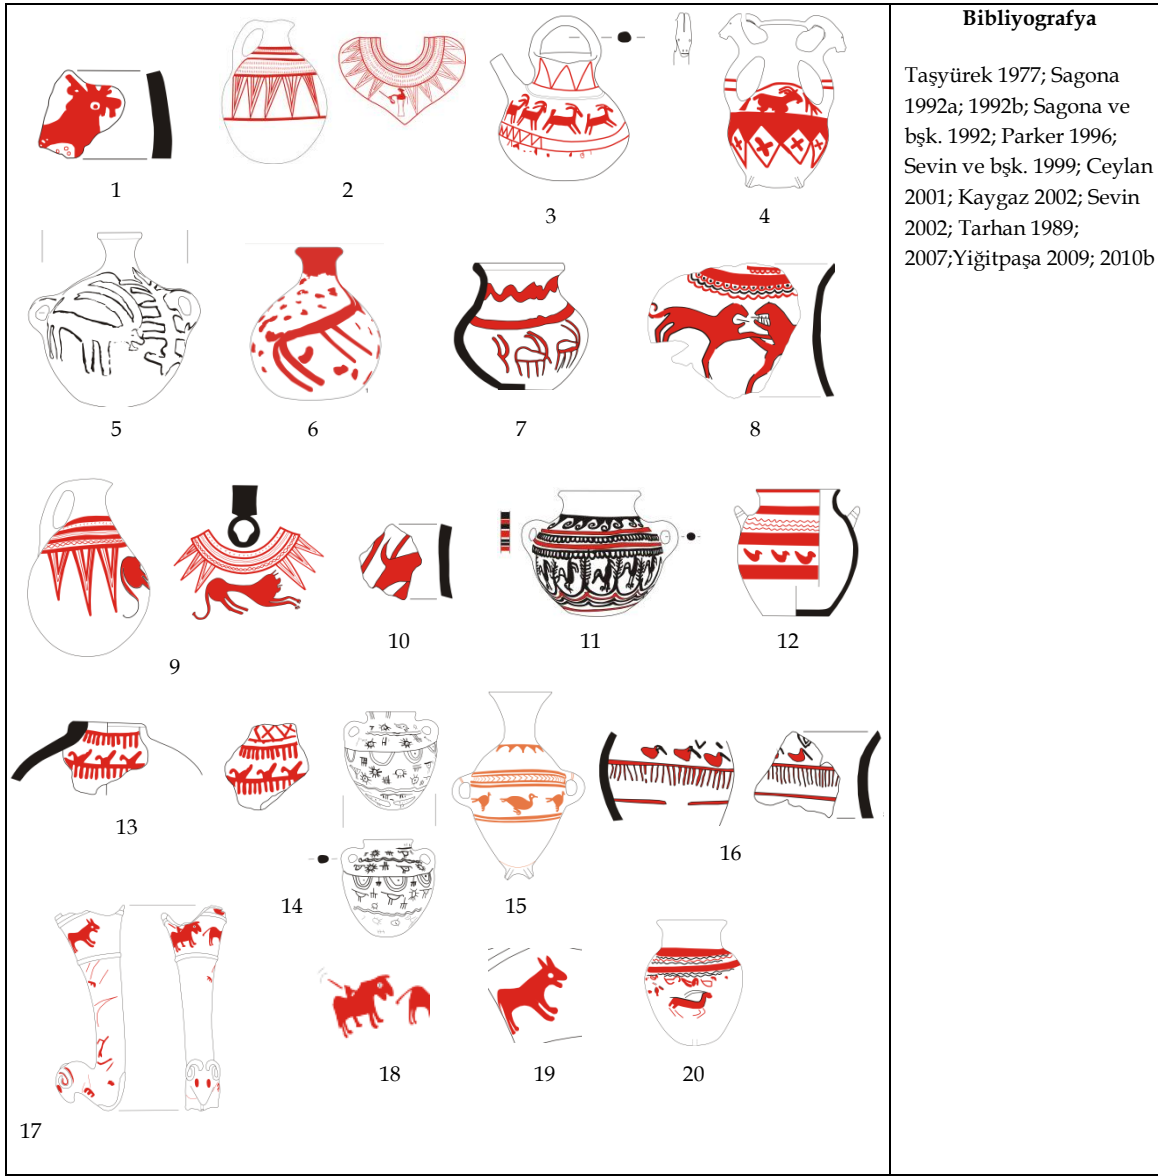 Bibliyografya
Taşyürek 1977; Sagona
1992a; 1992b; Sagona ve
bşk. 1992; Parker 1996;
Sevin ve bşk. 1999; Ceylan
2001; Kaygaz 2002; Sevin
2002; Tarhan 1989;
2007;Yiğitpaşa 2009; 2010b
1
2
3
4
5
6
7
8
9
10
11
12
13
14
15
16
17
18
19
20